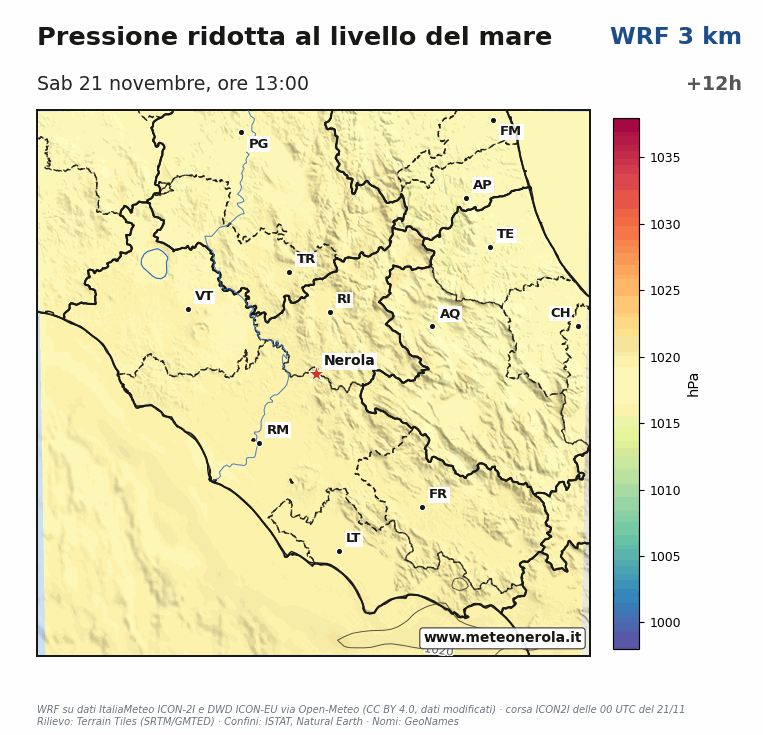 Pressione ridotta al livello del mare
WRF 3 km
Sab 21 novembre, ore 13:00
+12h
FM
PG
AP
TE
TR
VT
RI
AQ
CH
Nerola
RM
FR
LT
1020
www.meteonerola.it
1035
1030
1025
1020
1015
1010
1005
1000
hPa
WRF su dati ItaliaMeteo ICON-2I e DWD ICON-EU via Open-Meteo (CC BY 4.0, dati modificati) · corsa ICON2I delle 00 UTC del 21/11
Rilievo: Terrain Tiles (SRTM/GMTED) · Confini: ISTAT, Natural Earth · Nomi: GeoNames